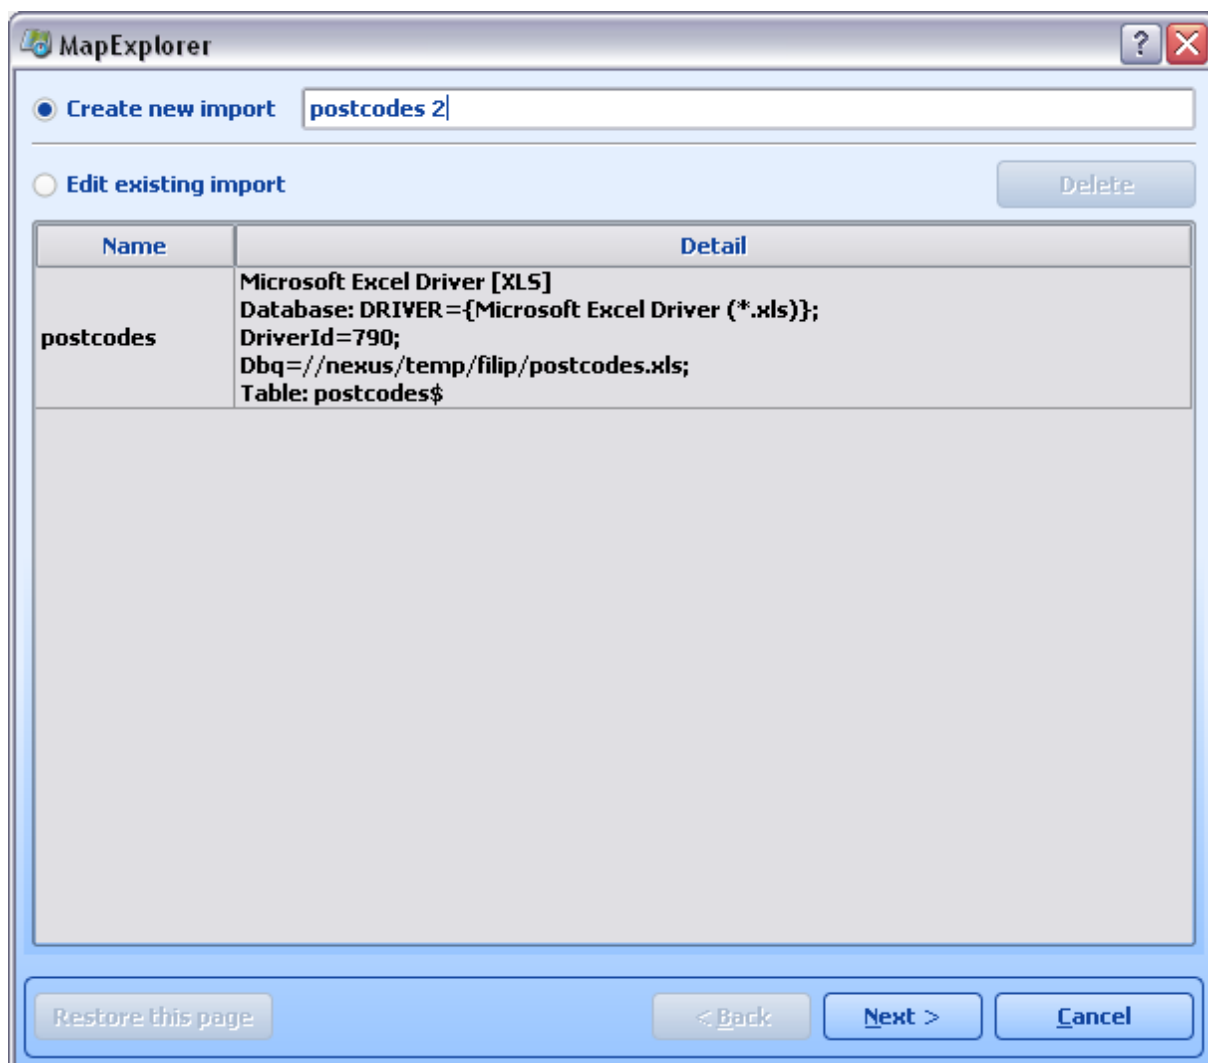 MapExplorer
?
Create new import postcodes 2
Edit existing import Delete
Name Detail
postcodes
Microsoft Excel Driver [XLS]
Database: DRIVER={Microsoft Excel Driver (*.xls)};
DriverId=790;
Dbq=//nexus/temp/filip/postcodes.xls;
Table: postcodes$
Restore this page < Back Next > Cancel